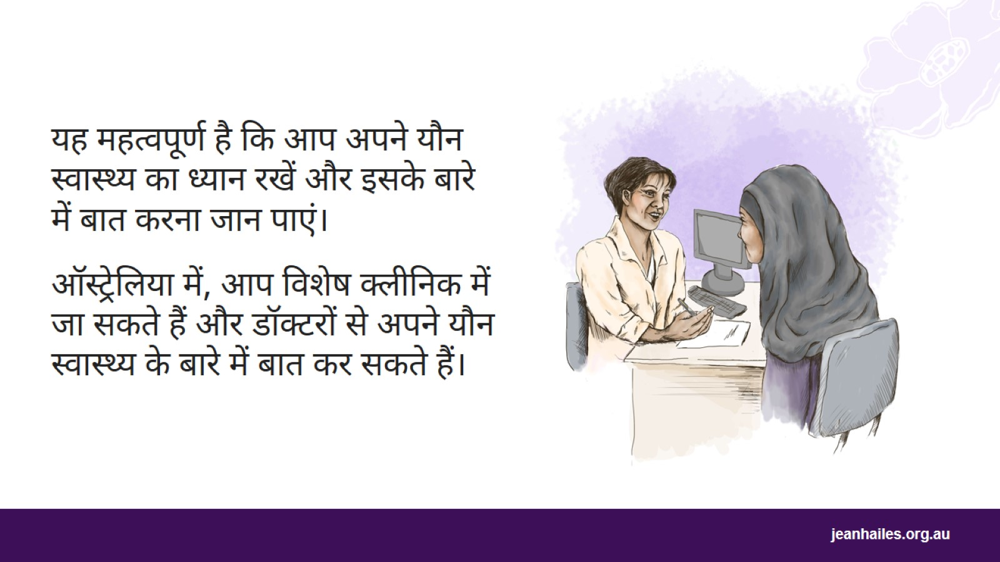 यह महत्वपूर्ण है कि आप अपने यौन
स्वास्थ्य का ध्यान रखें और इसके बारे
में बात करना जान पाएं।
ऑस्ट्रेलिया में, आप विशेष क्लीनिक में
जा सकते हैं और डॉक्टरों से अपने यौन
स्वास्थ्य के बारे में बात कर सकते हैं।
jeanhailes.org.au